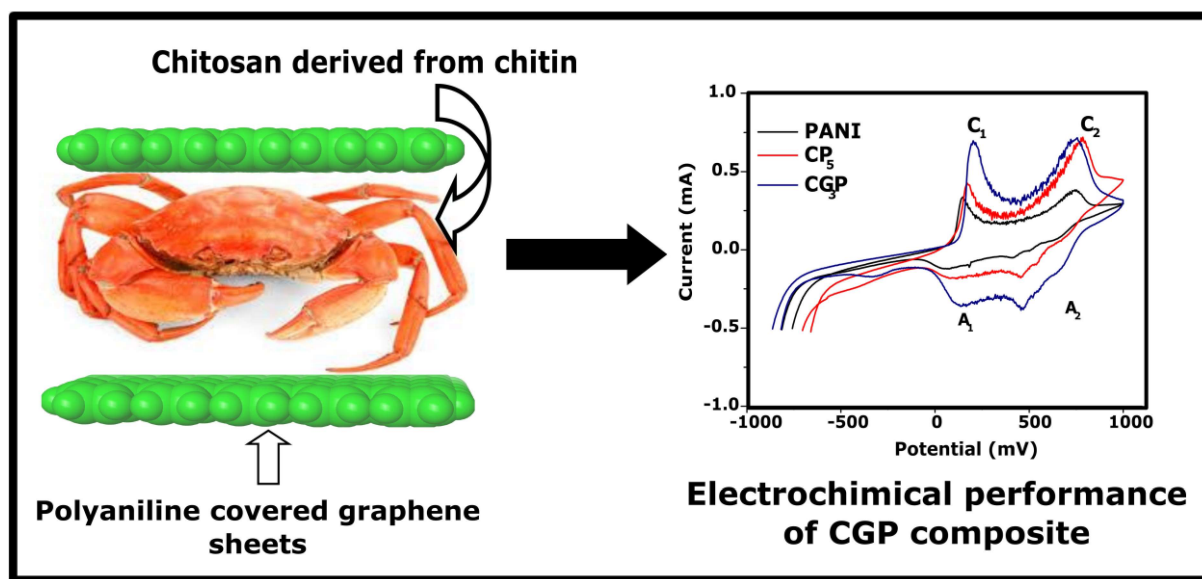 Chitosan derived from chitin
Polyaniline covered graphene
sheets
1.0
0.5
0.0
-0.5
-1.0
Current (mA)
PANI
CP5
CG3P
C1
C2
A1
A2
-1000
-500
0
500
1000
Potential (mV)
Electrochimical performance
of CGP composite